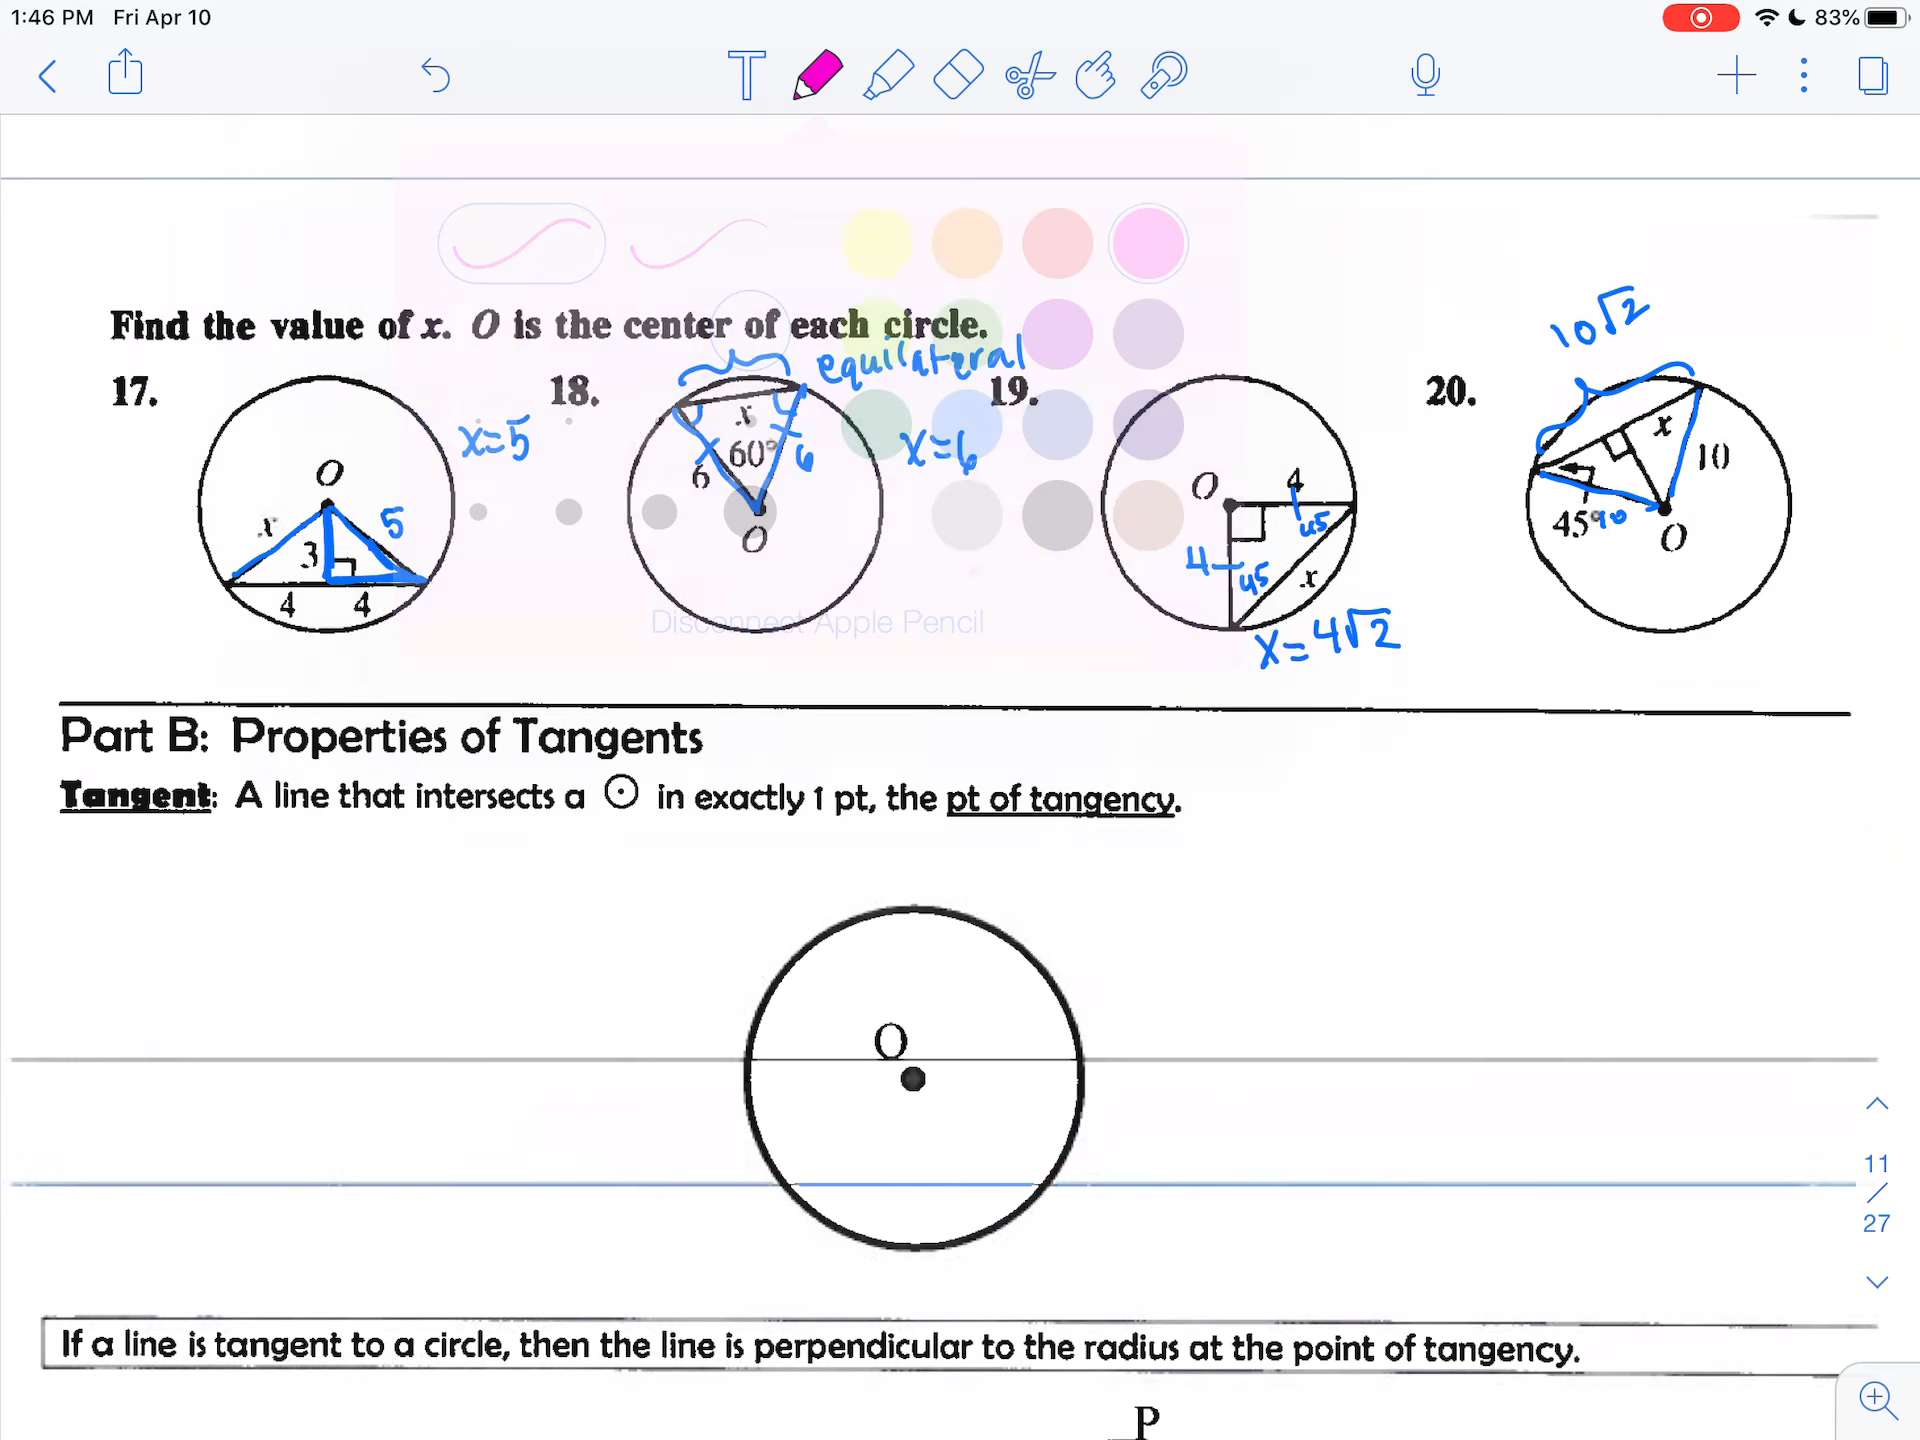 1:46 PM Fri Apr 10
83%
T
10√2
Find the value of x. O is the center of each circle.
equilateral
17.
18.
19.
20.
x=5
x
60°
6
6
O
x=6
O
x
5
3
4
4
O
4
45
4
45
x
x=4√2
x
10
45°
90
O
Disconnect Apple Pencil
Part B: Properties of Tangents
Tangent: A line that intersects a ⊙ in exactly 1 pt, the pt of tangency.
O
11
/
27
If a line is tangent to a circle, then the line is perpendicular to the radius at the point of tangency.
P